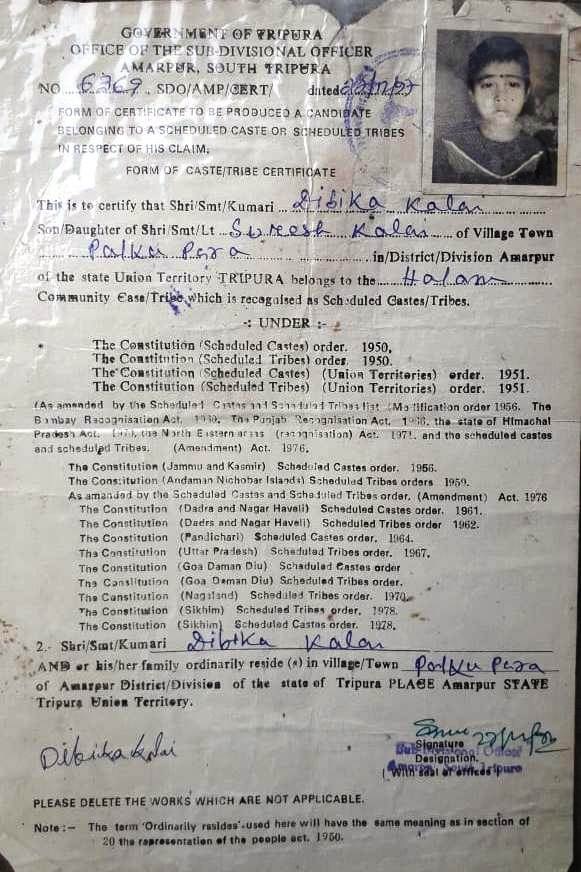 GOVERNMENT OF TRIPURA
OFFICE OF THE SUB-DIVISIONAL OFFICER
AMARPUR, SOUTH TRIPURA
NO 6769 SDO/AMP/CERT/ dated
FORM OF CERTIFICATE TO BE PRODUCED A CANDIDATE
BELONGING TO A SCHEDULED CASTE OR SCHEDULED TRIBES
IN RESPECT OF HIS CLAIM.
FORM OF CASTE/TRIBE CERTIFICATE
This is to certify that Shri/Smt/Kumari Dibika Kalai
Son/Daughter of Shri/Smt/Lt Suresh Kalai of Village Town
Palku Para in/District/Division Amarpur
of the state Union Territory TRIPURA belongs to the Halam
Community Case/Tribe which is recognised as Scheduled Castes/Tribes.
-: UNDER :-
The Constitution (Scheduled Castes) order. 1950.
The Constitution (Scheduled Tribes) order. 1950.
The Constitution (Scheduled Castes) (Union Territories) order. 1951.
The Constitution (Scheduled Tribes) (Union Territories) order. 1951.
(As amended by the Scheduled Castes and Scheduled Tribes list (Modification order 1956. The
Bombay Recognisation Act. The Punjab Recognisation Act. the state of Himachal
Pradesh Act. the North Eastern areas (recognisation) Act. 1971. and the scheduled castes
and scheduled Tribes. (Amendment) Act. 1976.
The Constitution (Jammu and Kasmir) Scheduled Castes order. 1956.
The Constitution (Andaman Nichobar Islands) Scheduled Tribes orders 1959.
As amended by the Scheduled Castes and Scheduled Tribes order. (Amendment) Act. 1976
The Constitution (Dadra and Nagar Haveli) Scheduled Castes order. 1961.
The Constitution (Dadra and Nagar Haveli) Scheduled Tribes order 1962.
The Constitution (Pandichari) Scheduled Castes order. 1964.
The Constitution (Uttar Pradesh) Scheduled Tribes order. 1967.
The Constitution (Goa Daman Diu) Scheduled Castes order
The Constitution (Goa Daman Diu) Scheduled Tribes order.
The Constitution (Nagaland) Scheduled Tribes order. 1970.
The Constitution (Sikhim) Scheduled Tribes order. 1978.
The Constitution (Sikhim) Scheduled Castes order. 1978.
2.- Shri/Smt/Kumari Dibika Kalai
AND or his/her family ordinarily reside (s) in village/Town Palku Para
of Amarpur District/Division of the state of Tripura PLACE Amarpur STATE
Tripura Union Territory.
Dibika Kalai
Signature
Sub-Divisional Officer
Designation.
Amarpur, South Tripura
( With seal of offices )
PLEASE DELETE THE WORKS WHICH ARE NOT APPLICABLE.
Note :— The term 'Ordinarily resides' used here will have the same meaning as in section of
20 the rapresentation of the people act. 1950.